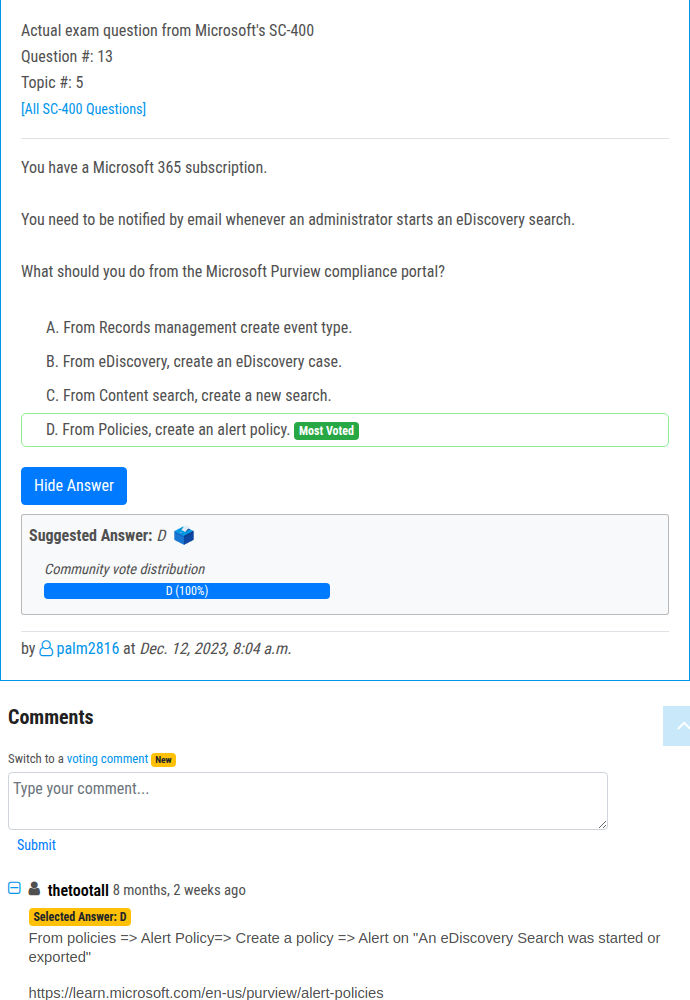 Actual exam question from Microsoft's SC-400
Question #: 13
Topic #: 5
[All SC-400 Questions]
You have a Microsoft 365 subscription.
You need to be notified by email whenever an administrator starts an eDiscovery search.
What should you do from the Microsoft Purview compliance portal?
A. From Records management create event type.
B. From eDiscovery, create an eDiscovery case.
C. From Content search, create a new search.
D. From Policies, create an alert policy. Most Voted
Hide Answer
Suggested Answer: D
Community vote distribution
D (100%)
by palm2816 at Dec. 12, 2023, 8:04 a.m.
Comments
Switch to a voting comment New
Type your comment...
Submit
thetootall 8 months, 2 weeks ago
Selected Answer: D
From policies => Alert Policy=> Create a policy => Alert on "An eDiscovery Search was started or
exported"
https://learn.microsoft.com/en-us/purview/alert-policies